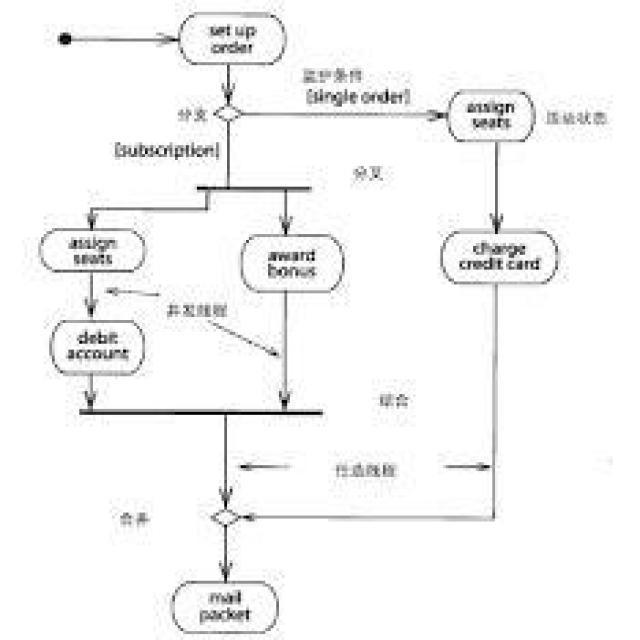 set up
order
监护条件
[single order]
assign
seats
活动状态
分支
[subscription]
分叉
assign
seats
award
bonus
charge
credit card
并发线程
debit
account
结合
任选线程
合并
mail
packet